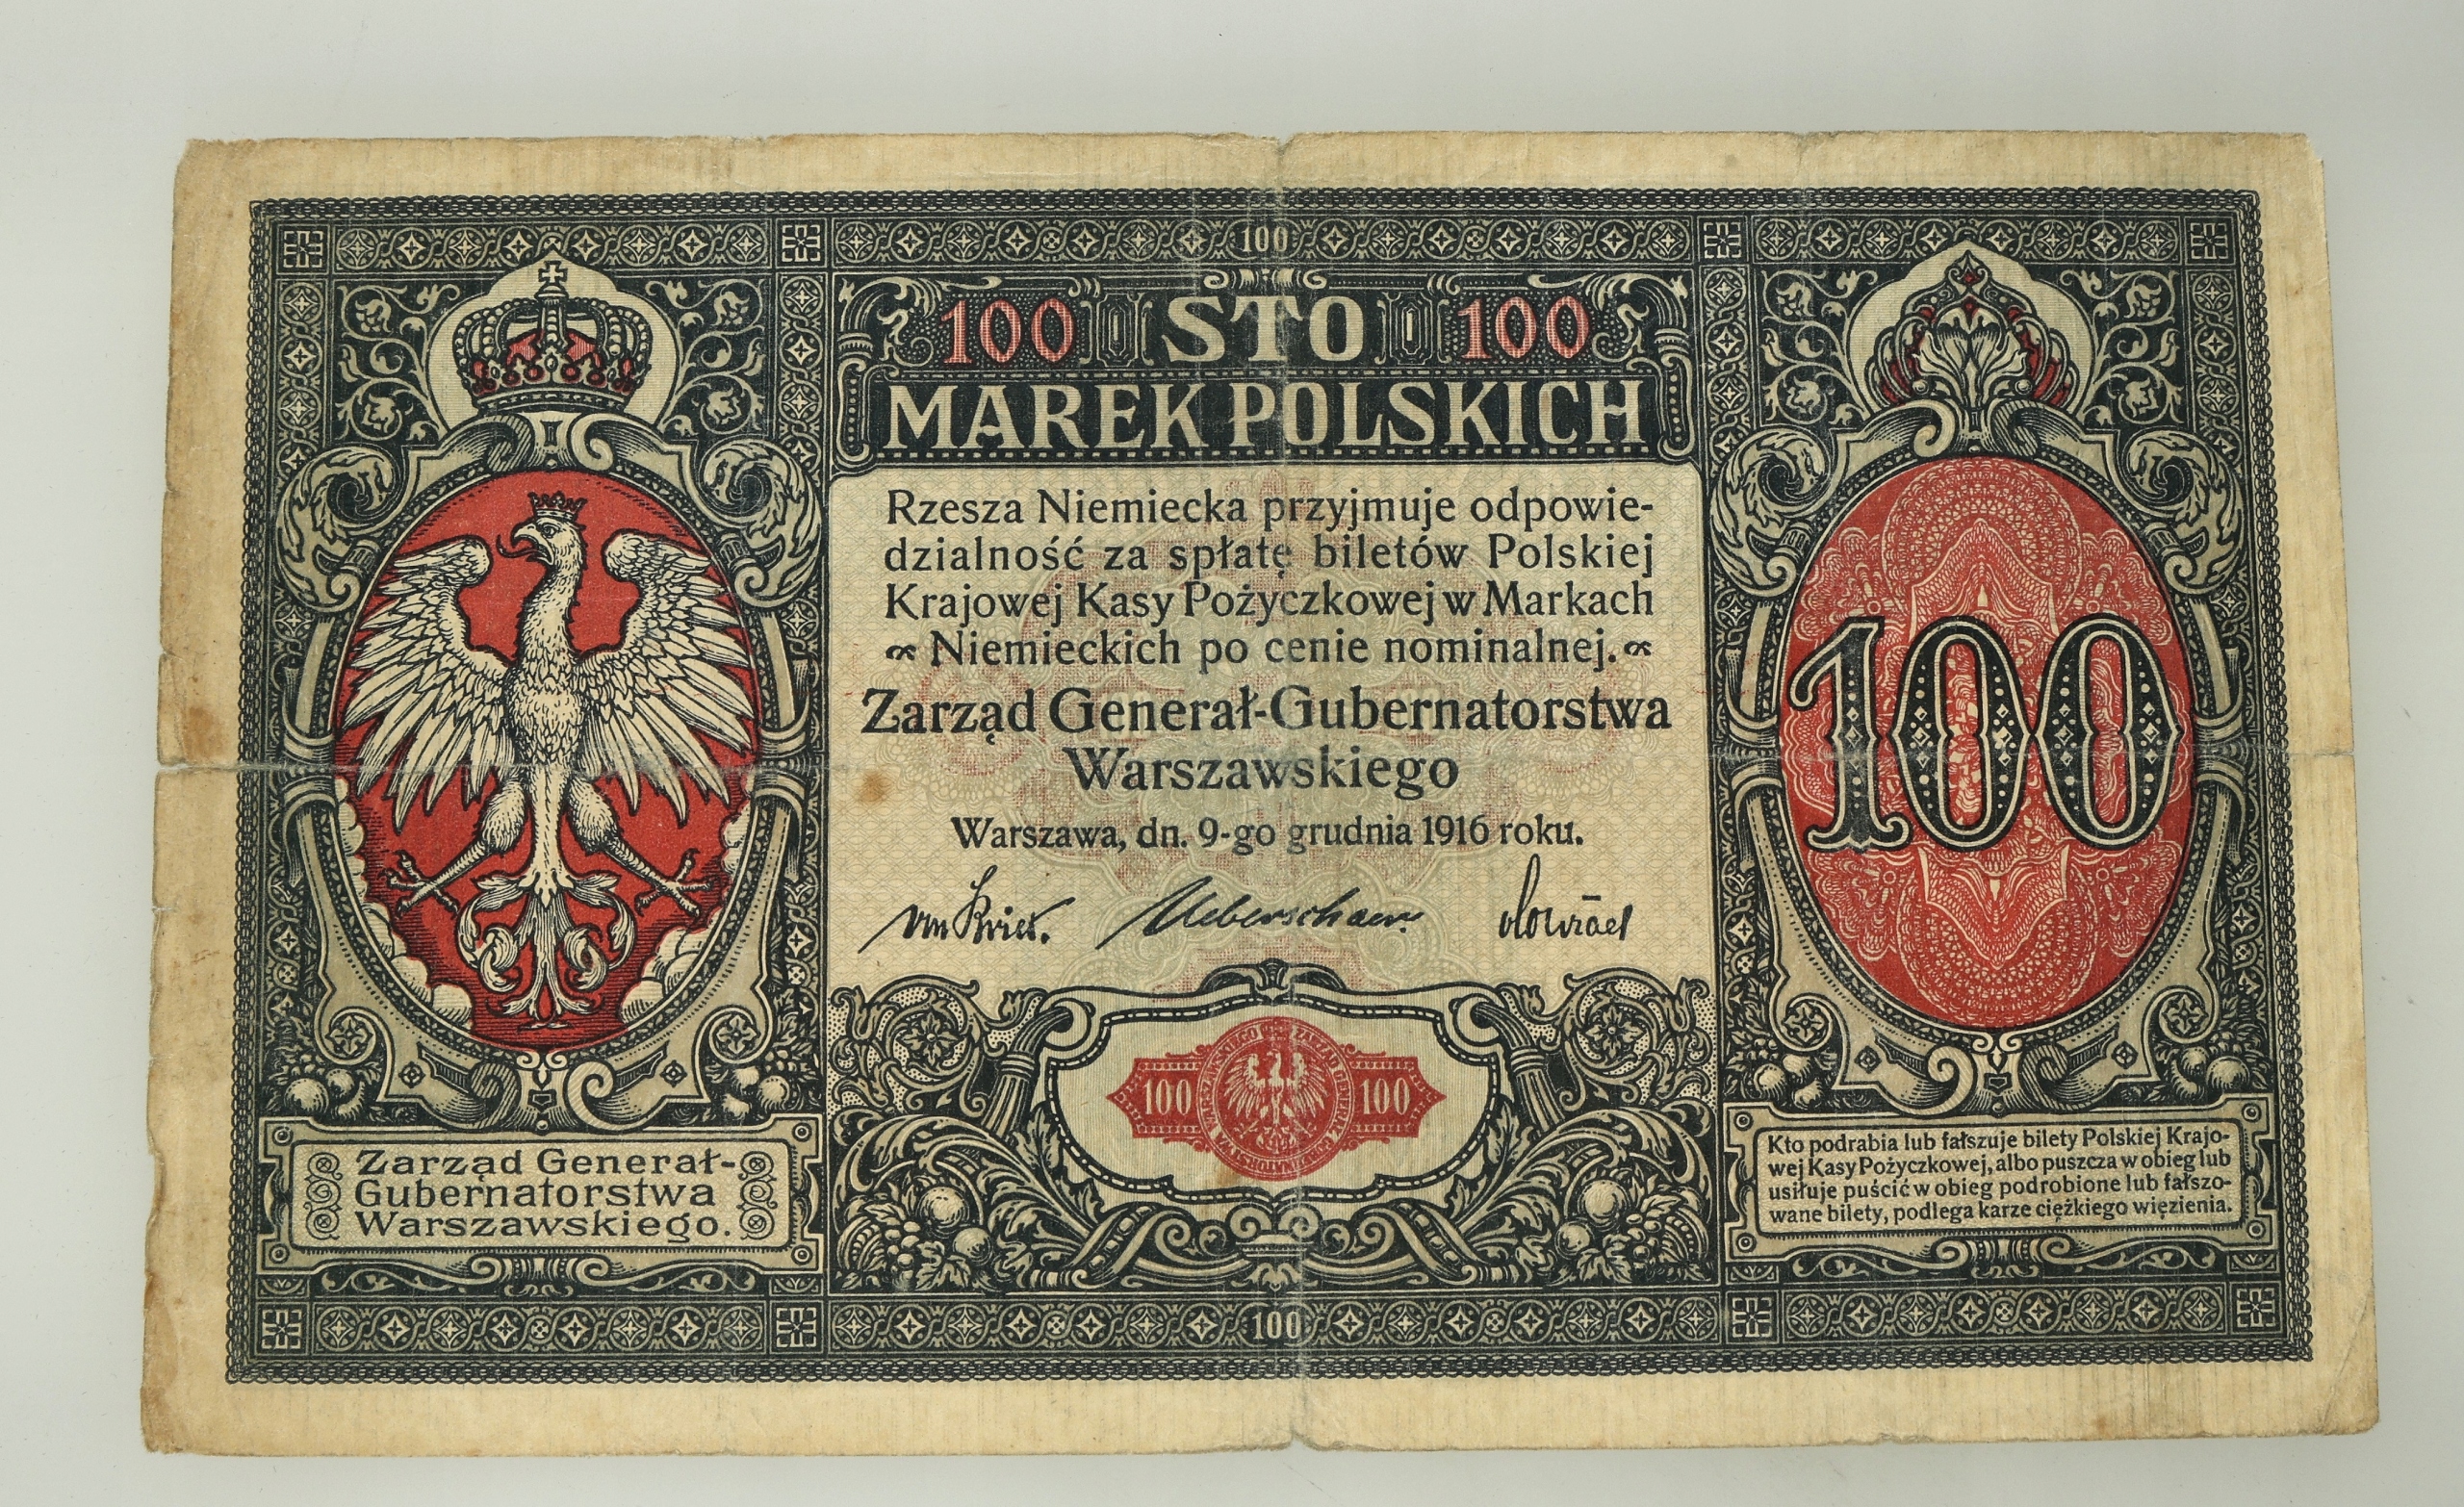 100
100 STO 100
MAREK POLSKICH
Rzesza Niemiecka przyjmuje odpowie-
dzialność za spłatę biletów Polskiej
Krajowej Kasy Pożyczkowej w Markach
Niemieckich po cenie nominalnej.
Zarząd Generał-Gubernatorstwa
Warszawskiego
Warszawa, dn. 9-go grudnia 1916 roku.
100
100 100
Zarząd Generał-
Gubernatorstwa
Warszawskiego.
Kto podrabia lub fałszuje bilety Polskiej Krajo-
wej Kasy Pożyczkowej, albo puszcza w obieg lub
usiłuje puścić w obieg podrobione lub fałszo-
wane bilety, podlega karze ciężkiego więzienia.
100